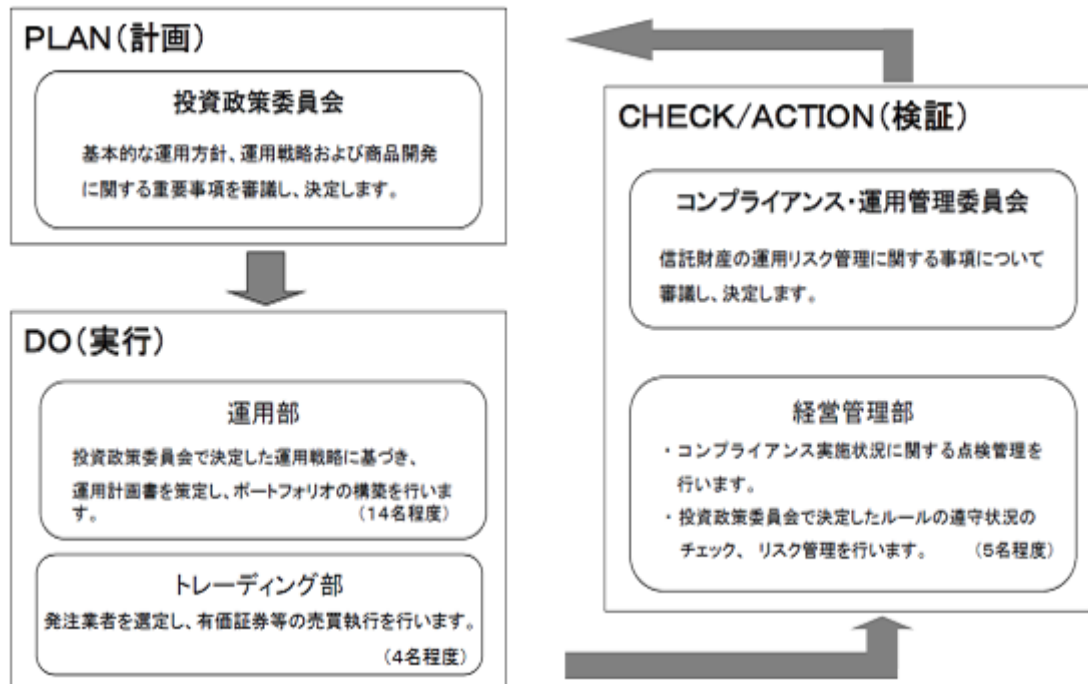 PLAN(計画)
投資政策委員会
基本的な運用方針、運用戦略および商品開発
に関する重要事項を審議し、決定します。
DO(実行)
運用部
投資政策委員会で決定した運用戦略に基づき、
運用計画書を策定し、ポートフォリオの構築を行いま
す。 (14名程度)
トレーディング部
発注業者を選定し、有価証券等の売買執行を行います。
(4名程度)
CHECK/ACTION(検証)
コンプライアンス・運用管理委員会
信託財産の運用リスク管理に関する事項について
審議し、決定します。
経営管理部
・コンプライアンス実施状況に関する点検管理を
行います。
・投資政策委員会で決定したルールの遵守状況の
チェック、リスク管理を行います。 (5名程度)